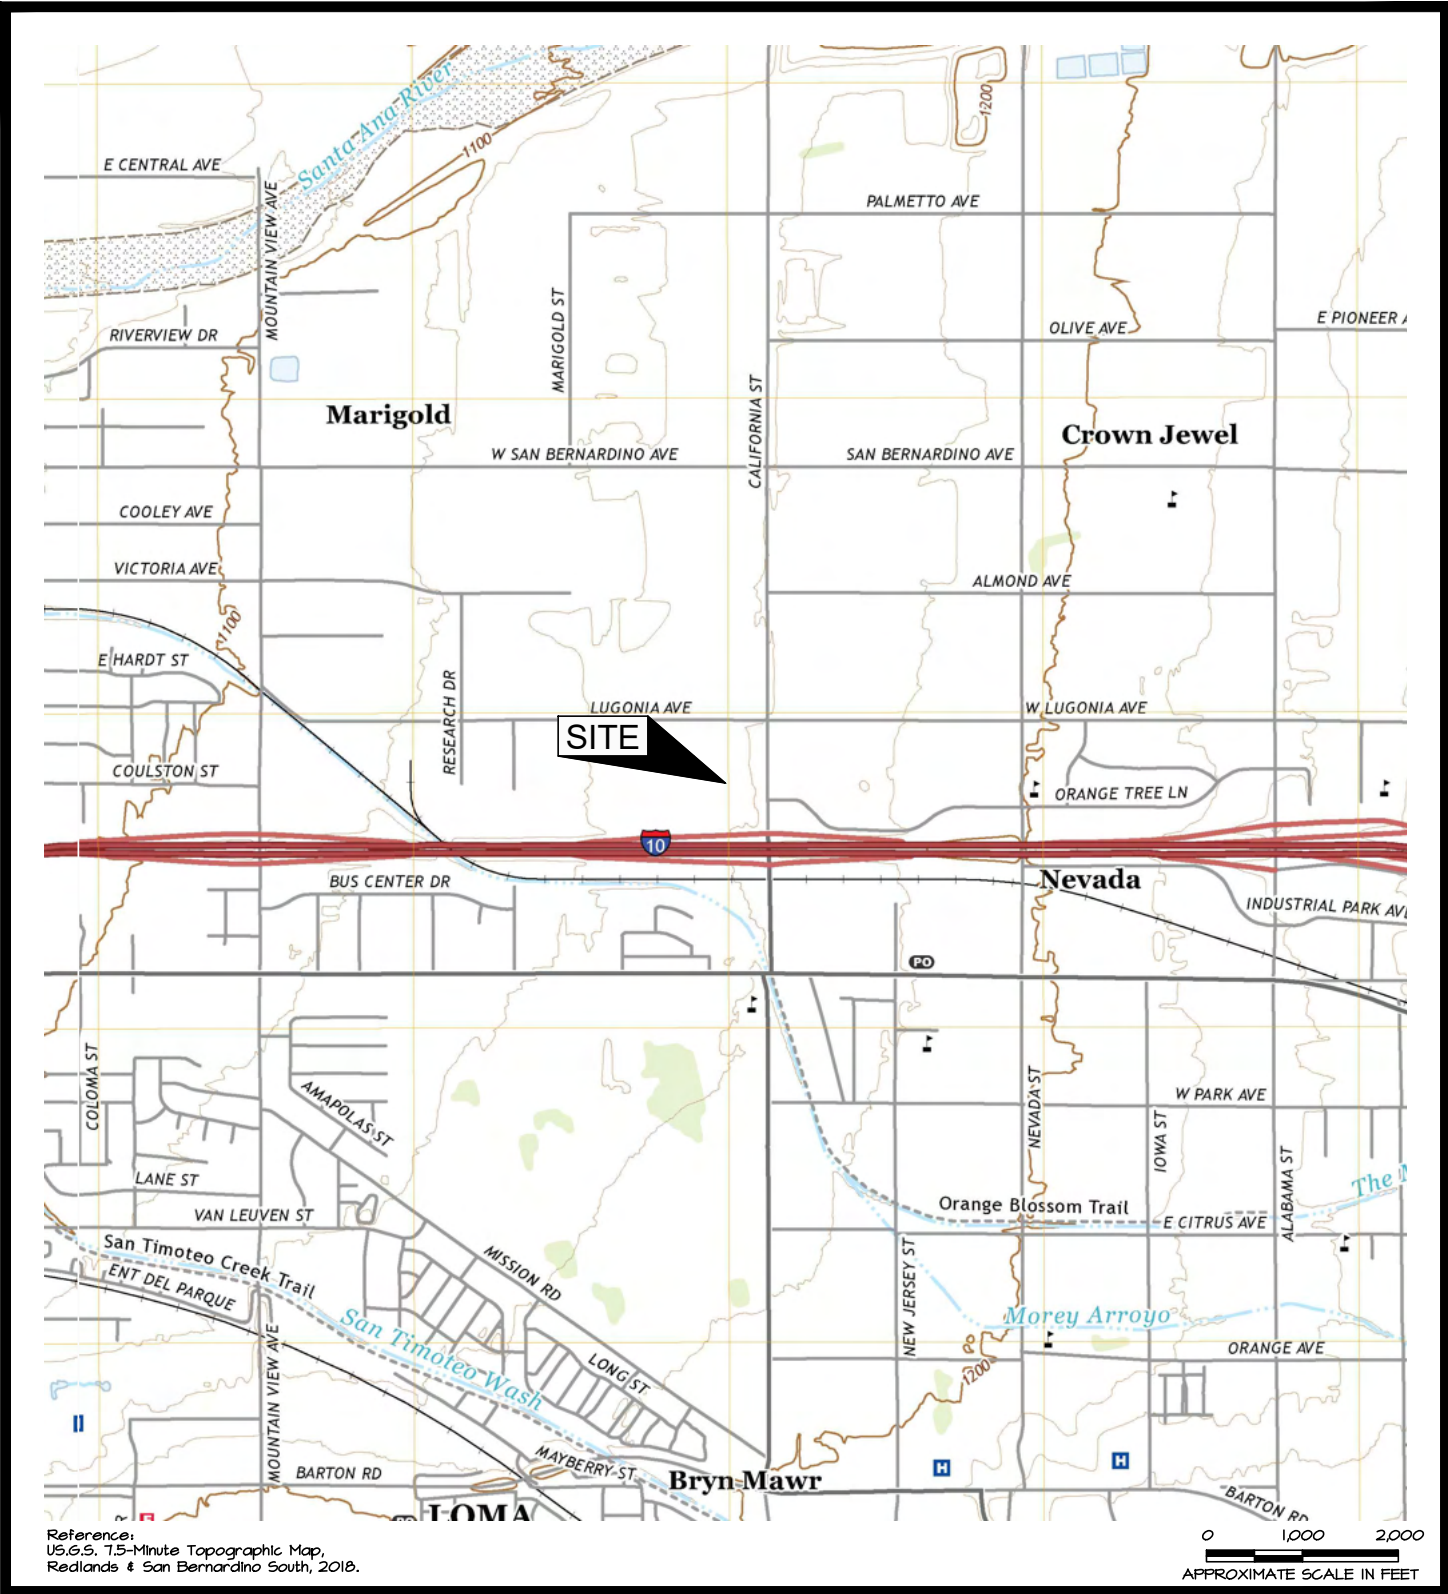 Santa Ana River
1100
1200
E CENTRAL AVE
MOUNTAIN VIEW AVE
PALMETTO AVE
RIVERVIEW DR
MARIGOLD ST
OLIVE AVE
E PIONEER A
Marigold
CALIFORNIA ST
Crown Jewel
W SAN BERNARDINO AVE
SAN BERNARDINO AVE
COOLEY AVE
VICTORIA AVE
ALMOND AVE
1100
E HARDT ST
RESEARCH DR
LUGONIA AVE
W LUGONIA AVE
SITE
COULSTON ST
ORANGE TREE LN
10
BUS CENTER DR
Nevada
INDUSTRIAL PARK AVE
PO
COLOMA ST
AMAPOLAS ST
NEVADA ST
W PARK AVE
IOWA ST
ALABAMA ST
LANE ST
The M
VAN LEUVEN ST
Orange Blossom Trail
E CITRUS AVE
San Timoteo Creek Trail
MISSION RD
NEW JERSEY ST
ENT DEL PARQUE
San Timoteo Wash
Morey Arroyo
MOUNTAIN VIEW AVE
LONG ST
ORANGE AVE
1200
BARTON RD
MAYBERRY ST
Bryn Mawr
H
H
BARTON RD
LOMA
Reference:
U.S.G.S. 7.5-Minute Topographic Map,
Redlands & San Bernardino South, 2018.
0 1,000 2,000
APPROXIMATE SCALE IN FEET